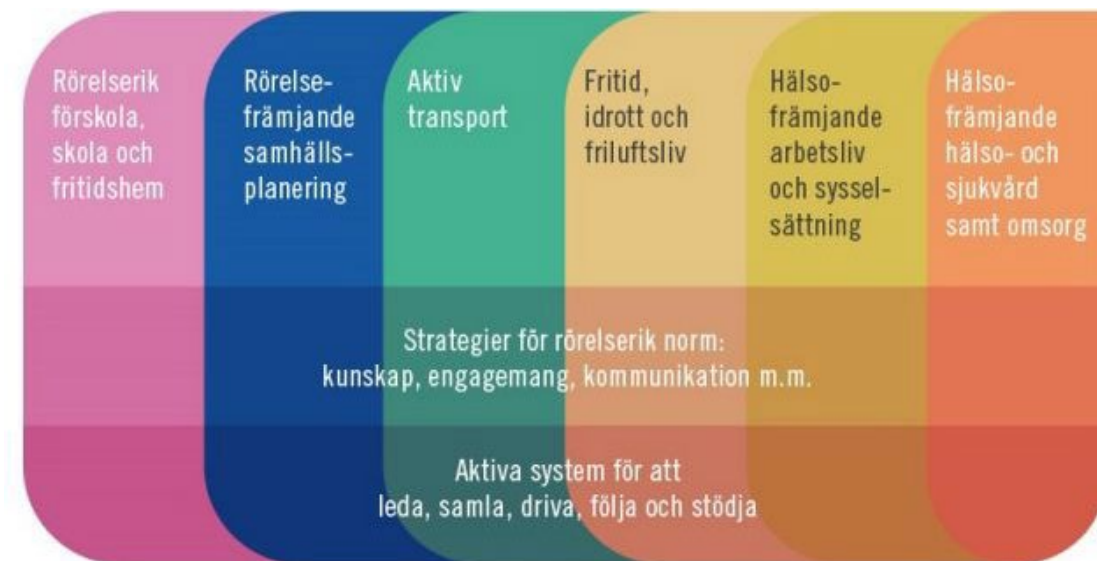 Rörelserik
förskola,
skola och
fritidshem
Rörelse-
främjande
samhälls-
planering
Aktiv
transport
Fritid,
idrott och
friluftsliv
Hälso-
främjande
arbetsliv
och syssel-
sättning
Hälso-
främjande
hälso- och
sjukvård
samt omsorg
Strategier för rörelserik norm:
kunskap, engagemang, kommunikation m.m.
Aktiva system för att
leda, samla, driva, följa och stödja